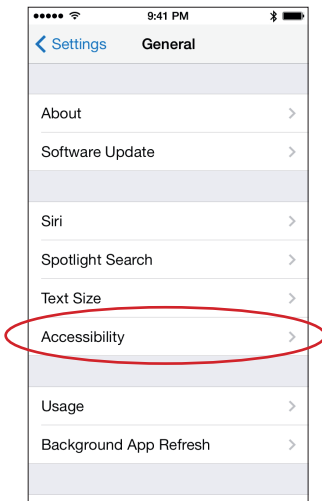 9:41 PM
Settings General
About
Software Update
Siri
Spotlight Search
Text Size
Accessibility
Usage
Background App Refresh